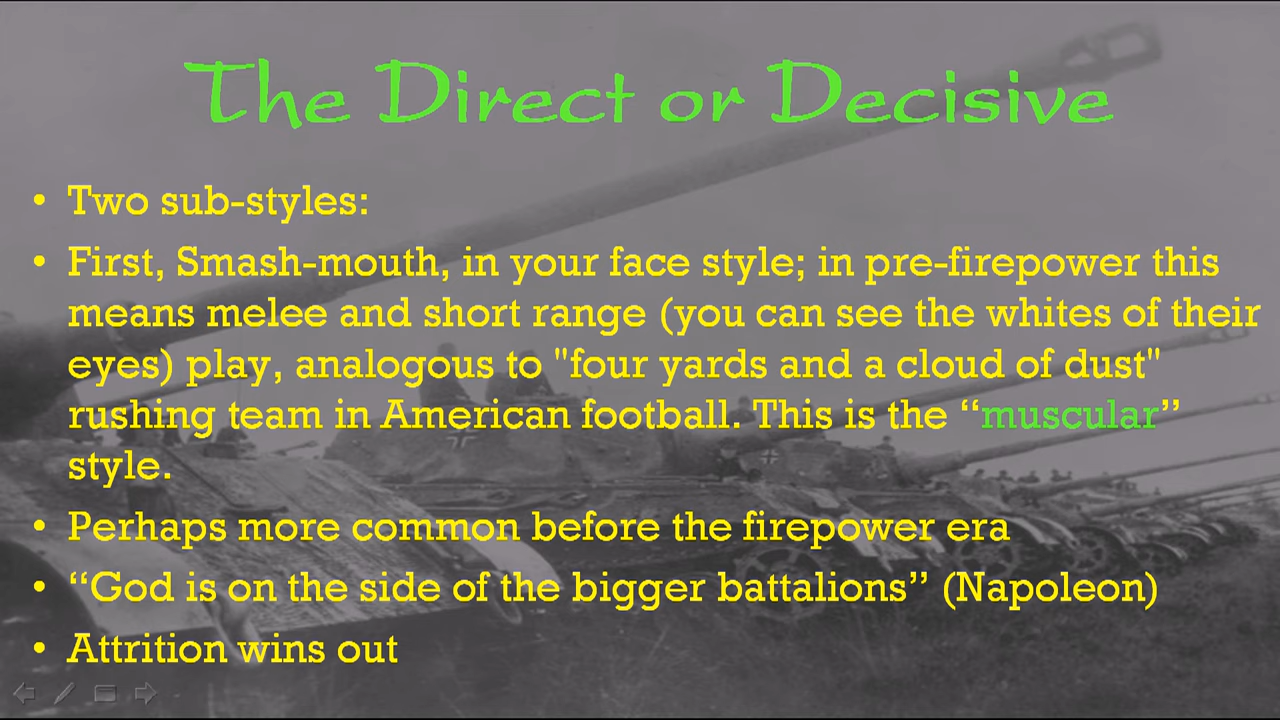 The Direct or Decisive
• Two sub-styles:
• First, Smash-mouth, in your face style; in pre-firepower this
means melee and short range (you can see the whites of their
eyes) play, analogous to "four yards and a cloud of dust"
rushing team in American football. This is the “muscular”
style.
• Perhaps more common before the firepower era
• “God is on the side of the bigger battalions” (Napoleon)
• Attrition wins out